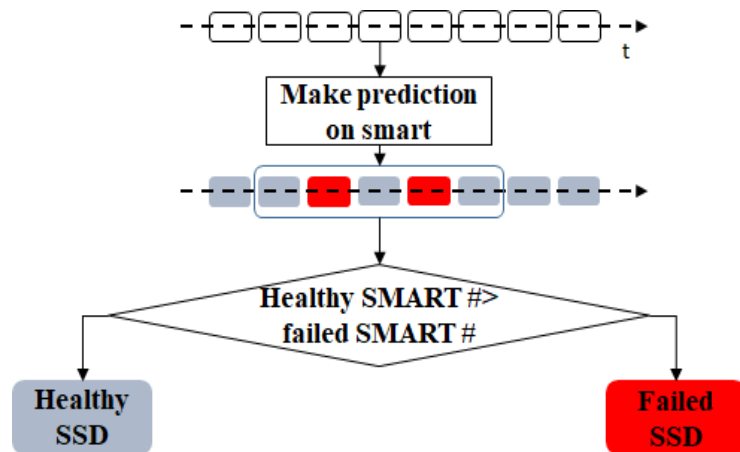 t
Make prediction
on smart
Healthy SMART #>
failed SMART #
Healthy
SSD
Failed
SSD